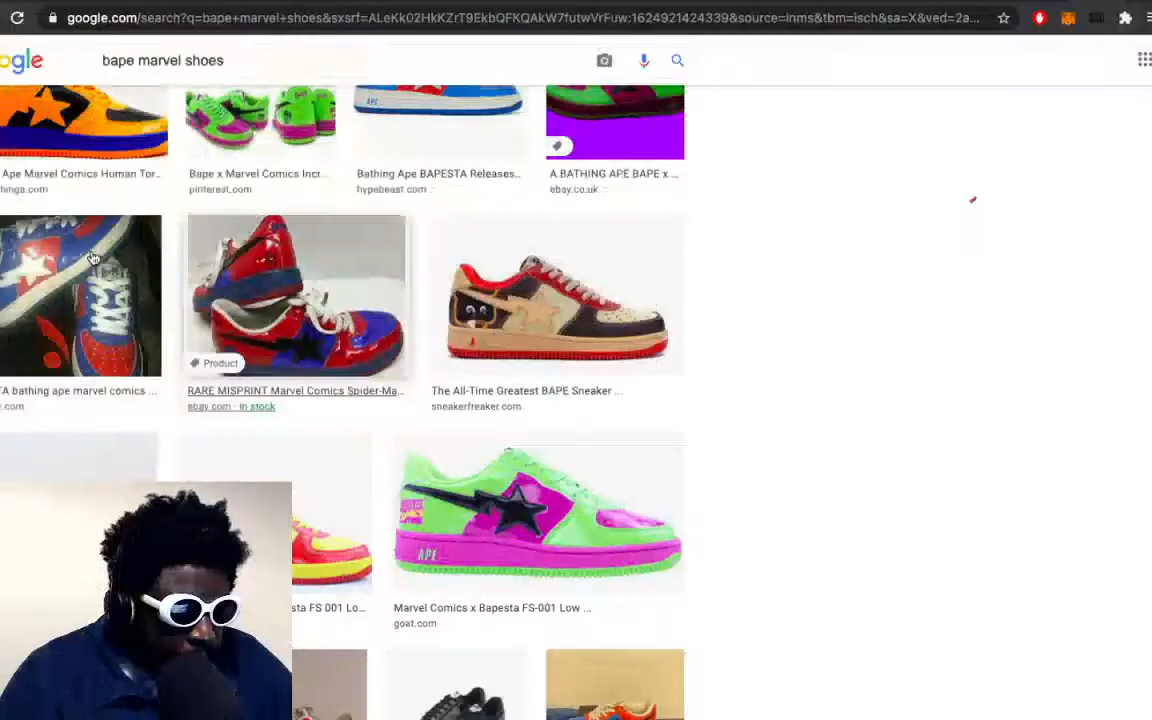 google.com/search?q=bape+marvel+shoes&sxsrf=ALeKk02HkKZrT9EkbQFKQAkW7futwVrFuw:1624921424339&source=lnms&tbm=isch&sa=X&ved=2a...
ogle
bape marvel shoes
Ape Marvel Comics Human Tor...
Bape x Marvel Comics Incr...
pinterest.com
Bathing Ape BAPESTA Releases...
hypebeast.com
A BATHING APE BAPE x ...
ebay.co.uk
Product
TA bathing ape marvel comics ...
RARE MISPRINT Marvel Comics Spider-Ma...
ebay.com · In stock
The All-Time Greatest BAPE Sneaker ...
sneakerfreaker.com
APE
sta FS 001 Lo...
Marvel Comics x Bapesta FS-001 Low ...
goat.com